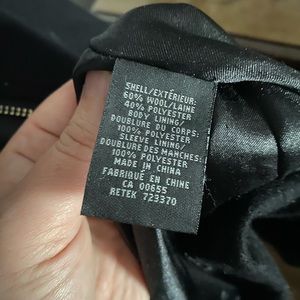 SHELL/EXTÉRIEUR:
60% WOOL/LAINE
40% POLYESTER
BODY LINING/
DOUBLURE DU CORPS:
100% POLYESTER
SLEEVE LINING/
DOUBLURE DES MANCHES:
100% POLYESTER
MADE IN CHINA
FABRIQUÉ EN CHINE
CA 00655
RETEK 723370